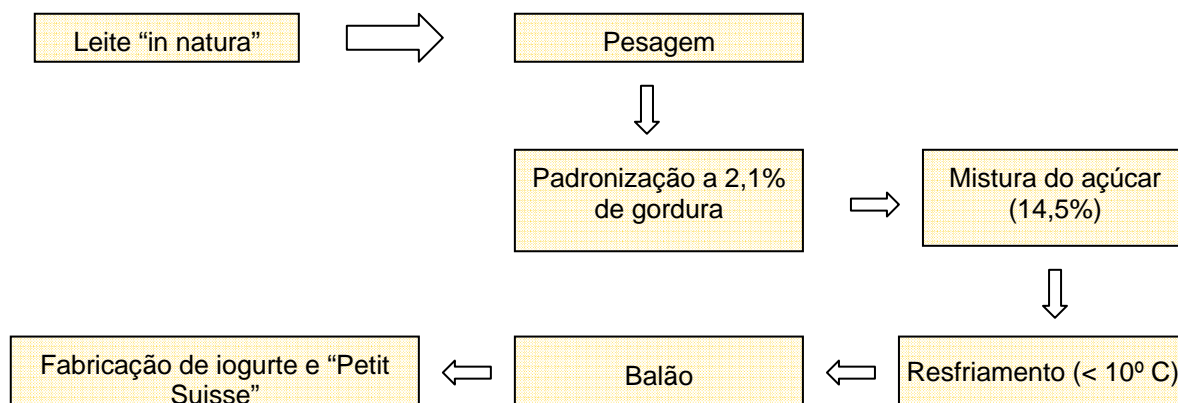 Leite “in natura”
Pesagem
Padronização a 2,1%
de gordura
Mistura do açúcar
(14,5%)
Resfriamento (< 10º C)
Balão
Fabricação de iogurte e “Petit
Suisse”